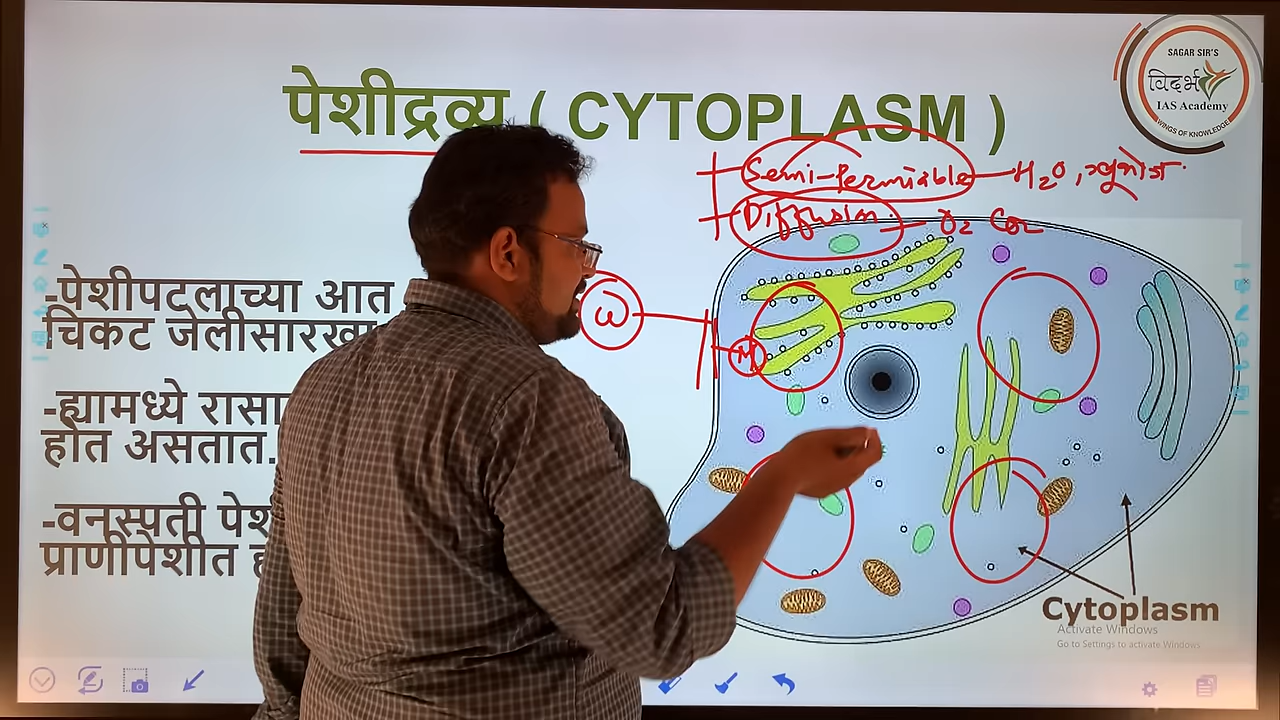 SAGAR SIR'S
विदर्भ
IAS Academy
WINGS OF KNOWLEDGE
पेशीद्रव्य ( CYTOPLASM )
Semi-Permiable - H2O, ग्लूकोज
Diffusion - O2 CO2
W
M
-पेशीपटलाच्या आत
चिकट जेलीसारखा
-ह्यामध्ये रासा
होत असतात.
-वनस्पती पेश
प्राणीपेशीत ह
Cytoplasm
Activate Windows
Go to Settings to activate Windows